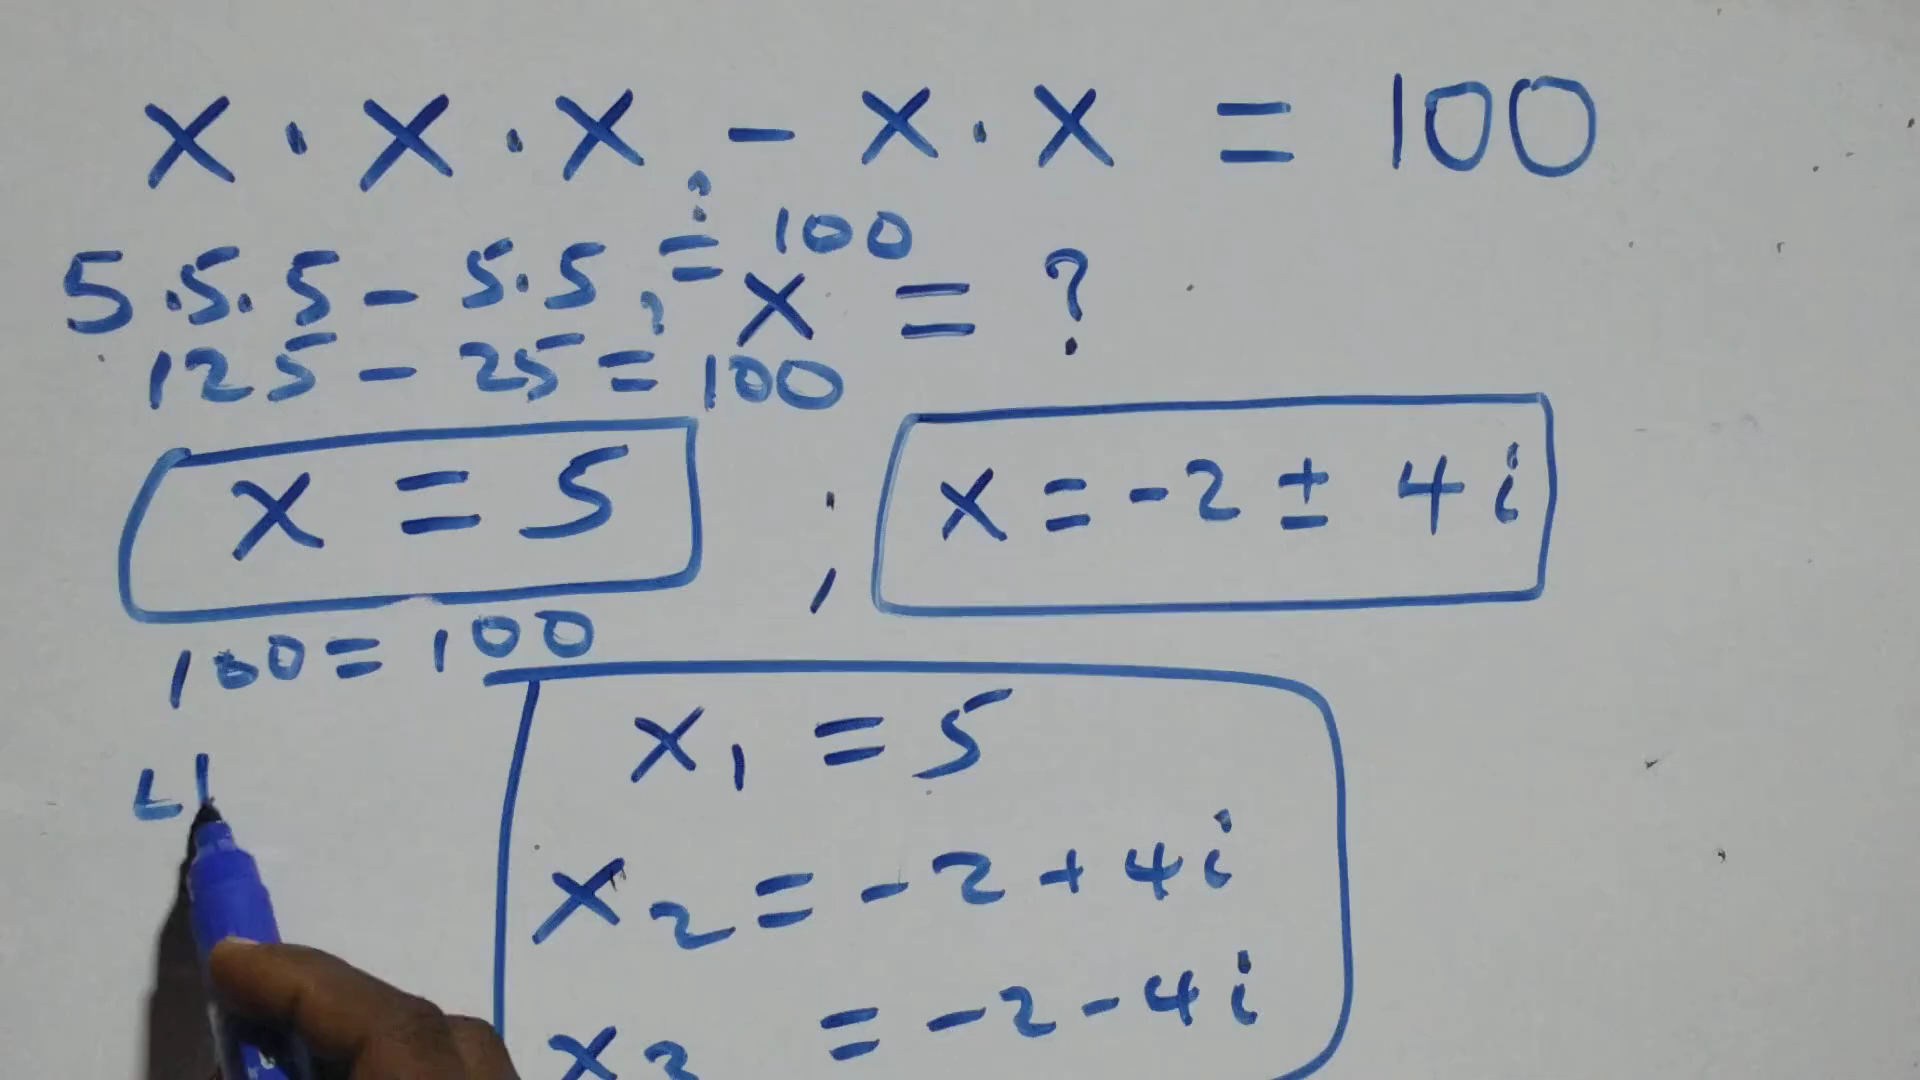 x · x · x - x · x = 100
5 · 5 · 5 - 5 · 5 =? 100
x = ?
125 - 25 =? 100
x = 5 ; x = -2 ± 4i
100 = 100
x₁ = 5
x₂ = -2 + 4i
x₃ = -2 - 4i